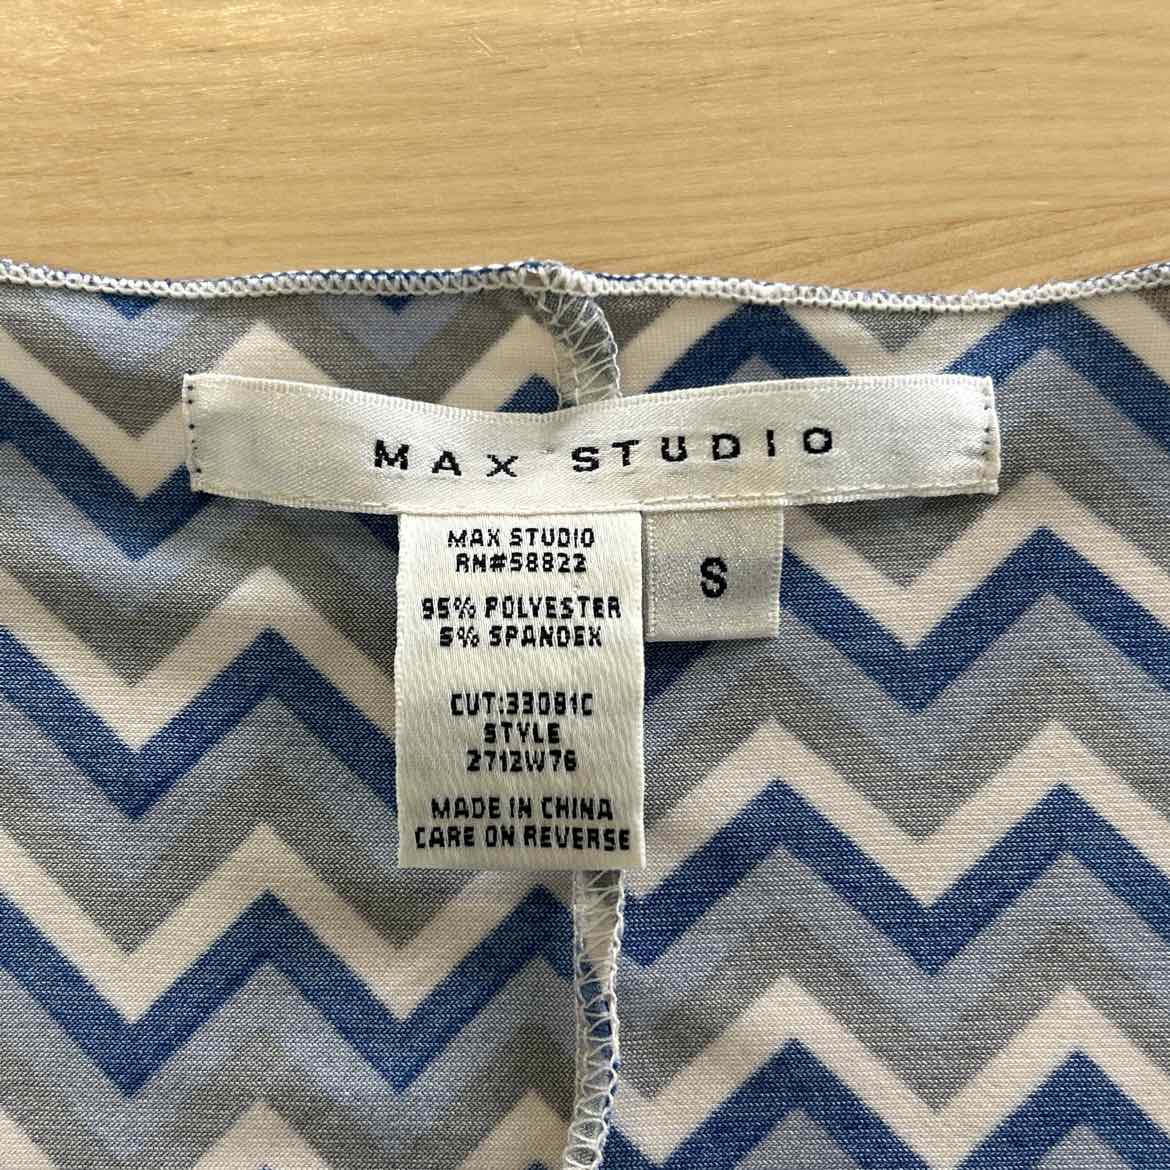 MAX STUDIO
MAX STUDIO
RN#58822
95% POLYESTER
5% SPANDEX
CUT:33081C
STYLE
2712W76
MADE IN CHINA
CARE ON REVERSE
S